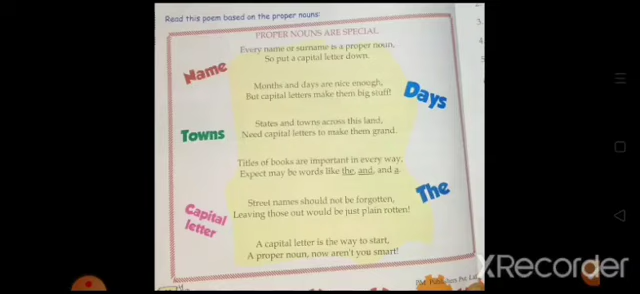 Read this poem based on the proper nouns:
PROPER NOUNS ARE SPECIAL
Every name or surname is a proper noun,
So put a capital letter down.
Name
Months and days are nice enough,
But capital letters make them big stuff!
Days
States and towns across this land,
Need capital letters to make them grand.
Towns
Titles of books are important in every way,
Expect may be words like the, and, and a.
The
Street names should not be forgotten,
Leaving those out would be just plain rotten!
Capital
letter
A capital letter is the way to start,
A proper noun, now aren't you smart!
3.
4.
XRecorder